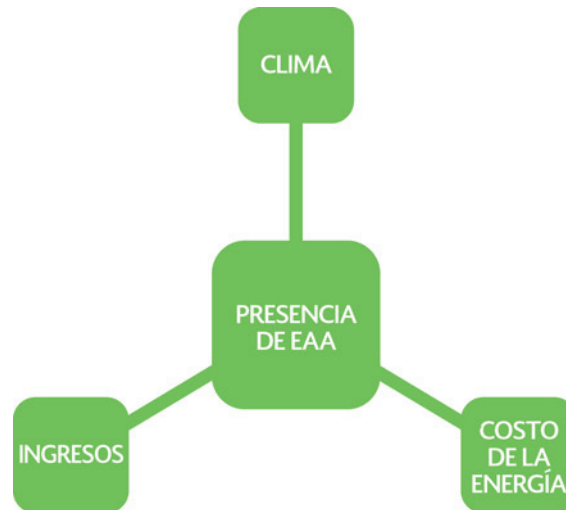 CLIMA
PRESENCIA
DE EAA
INGRESOS
COSTO
DE LA
ENERGÍA